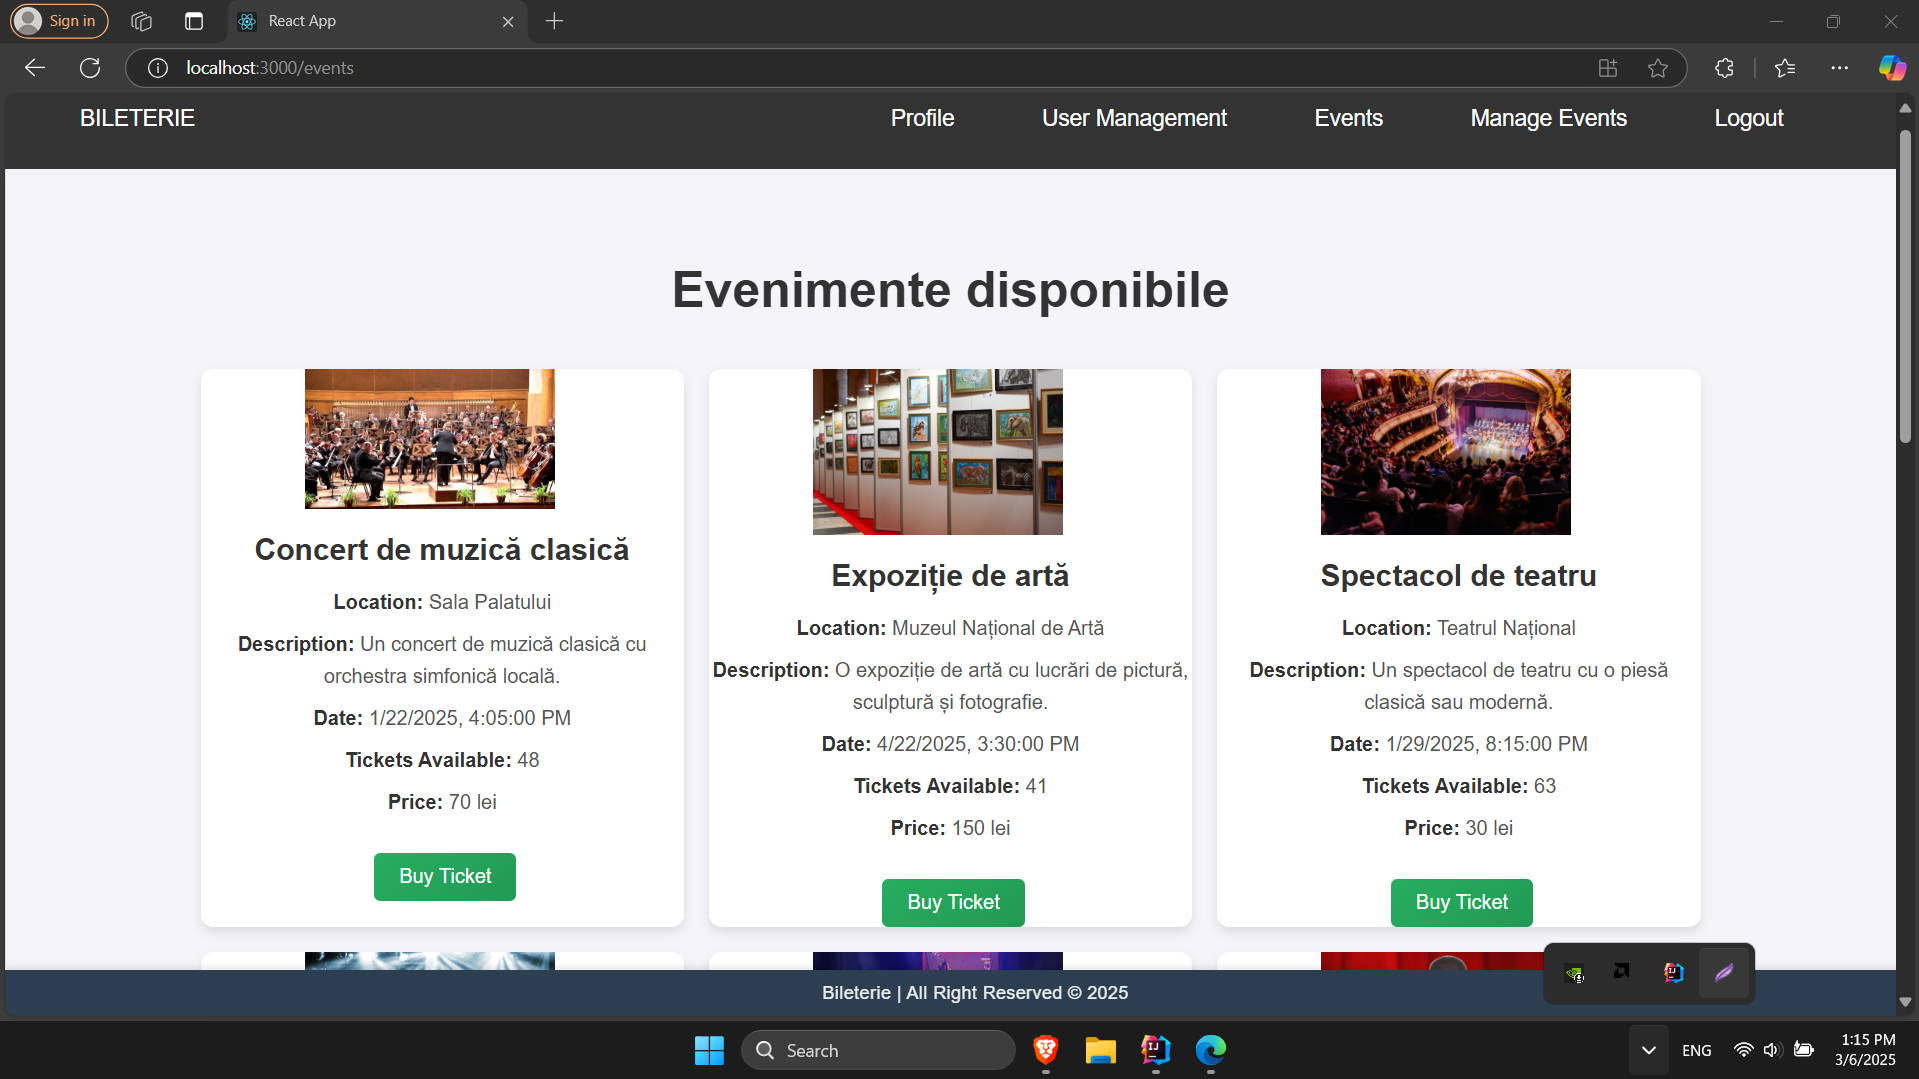 Sign in
React App
localhost:3000/events
BILETERIE
Profile
User Management
Events
Manage Events
Logout
Evenimente disponibile
Concert de muzică clasică
Location: Sala Palatului
Description: Un concert de muzică clasică cu
orchestra simfonică locală.
Date: 1/22/2025, 4:05:00 PM
Tickets Available: 48
Price: 70 lei
Buy Ticket
Expoziție de artă
Location: Muzeul Național de Artă
Description: O expoziție de artă cu lucrări de pictură,
sculptură și fotografie.
Date: 4/22/2025, 3:30:00 PM
Tickets Available: 41
Price: 150 lei
Buy Ticket
Spectacol de teatru
Location: Teatrul Național
Description: Un spectacol de teatru cu o piesă
clasică sau modernă.
Date: 1/29/2025, 8:15:00 PM
Tickets Available: 63
Price: 30 lei
Buy Ticket
Bileterie | All Right Reserved © 2025
Search
ENG
1:15 PM
3/6/2025